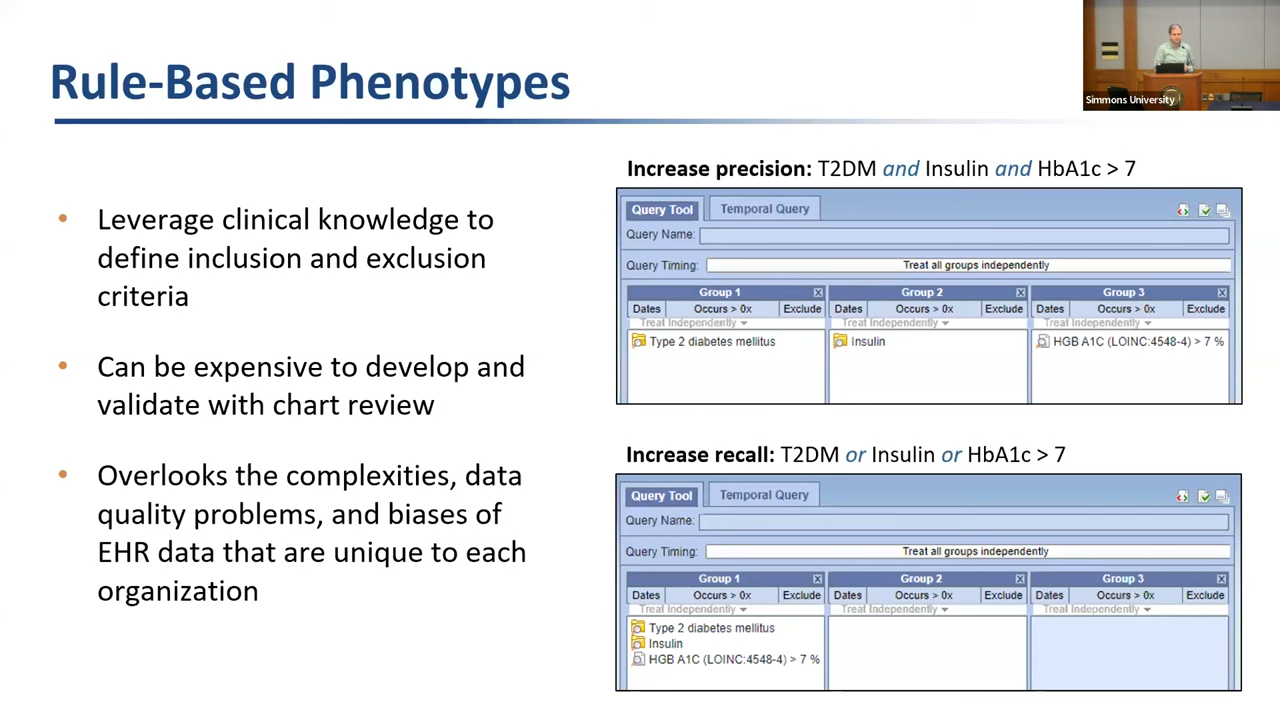 Rule-Based Phenotypes
Simmons University
• Leverage clinical knowledge to
define inclusion and exclusion
criteria
• Can be expensive to develop and
validate with chart review
• Overlooks the complexities, data
quality problems, and biases of
EHR data that are unique to each
organization
Increase precision: T2DM and Insulin and HbA1c > 7
Query Tool Temporal Query
Query Name:
Query Timing: Treat all groups independently
Group 1 X Group 2 X Group 3 X
Dates Occurs > 0x Exclude Dates Occurs > 0x Exclude Dates Occurs > 0x Exclude
Treat Independently Treat Independently Treat Independently
Type 2 diabetes mellitus Insulin HGB A1C (LOINC:4548-4) > 7 %
Increase recall: T2DM or Insulin or HbA1c > 7
Query Tool Temporal Query
Query Name:
Query Timing: Treat all groups independently
Group 1 X Group 2 X Group 3 X
Dates Occurs > 0x Exclude Dates Occurs > 0x Exclude Dates Occurs > 0x Exclude
Treat Independently Treat Independently Treat Independently
Type 2 diabetes mellitus
Insulin
HGB A1C (LOINC:4548-4) > 7 %